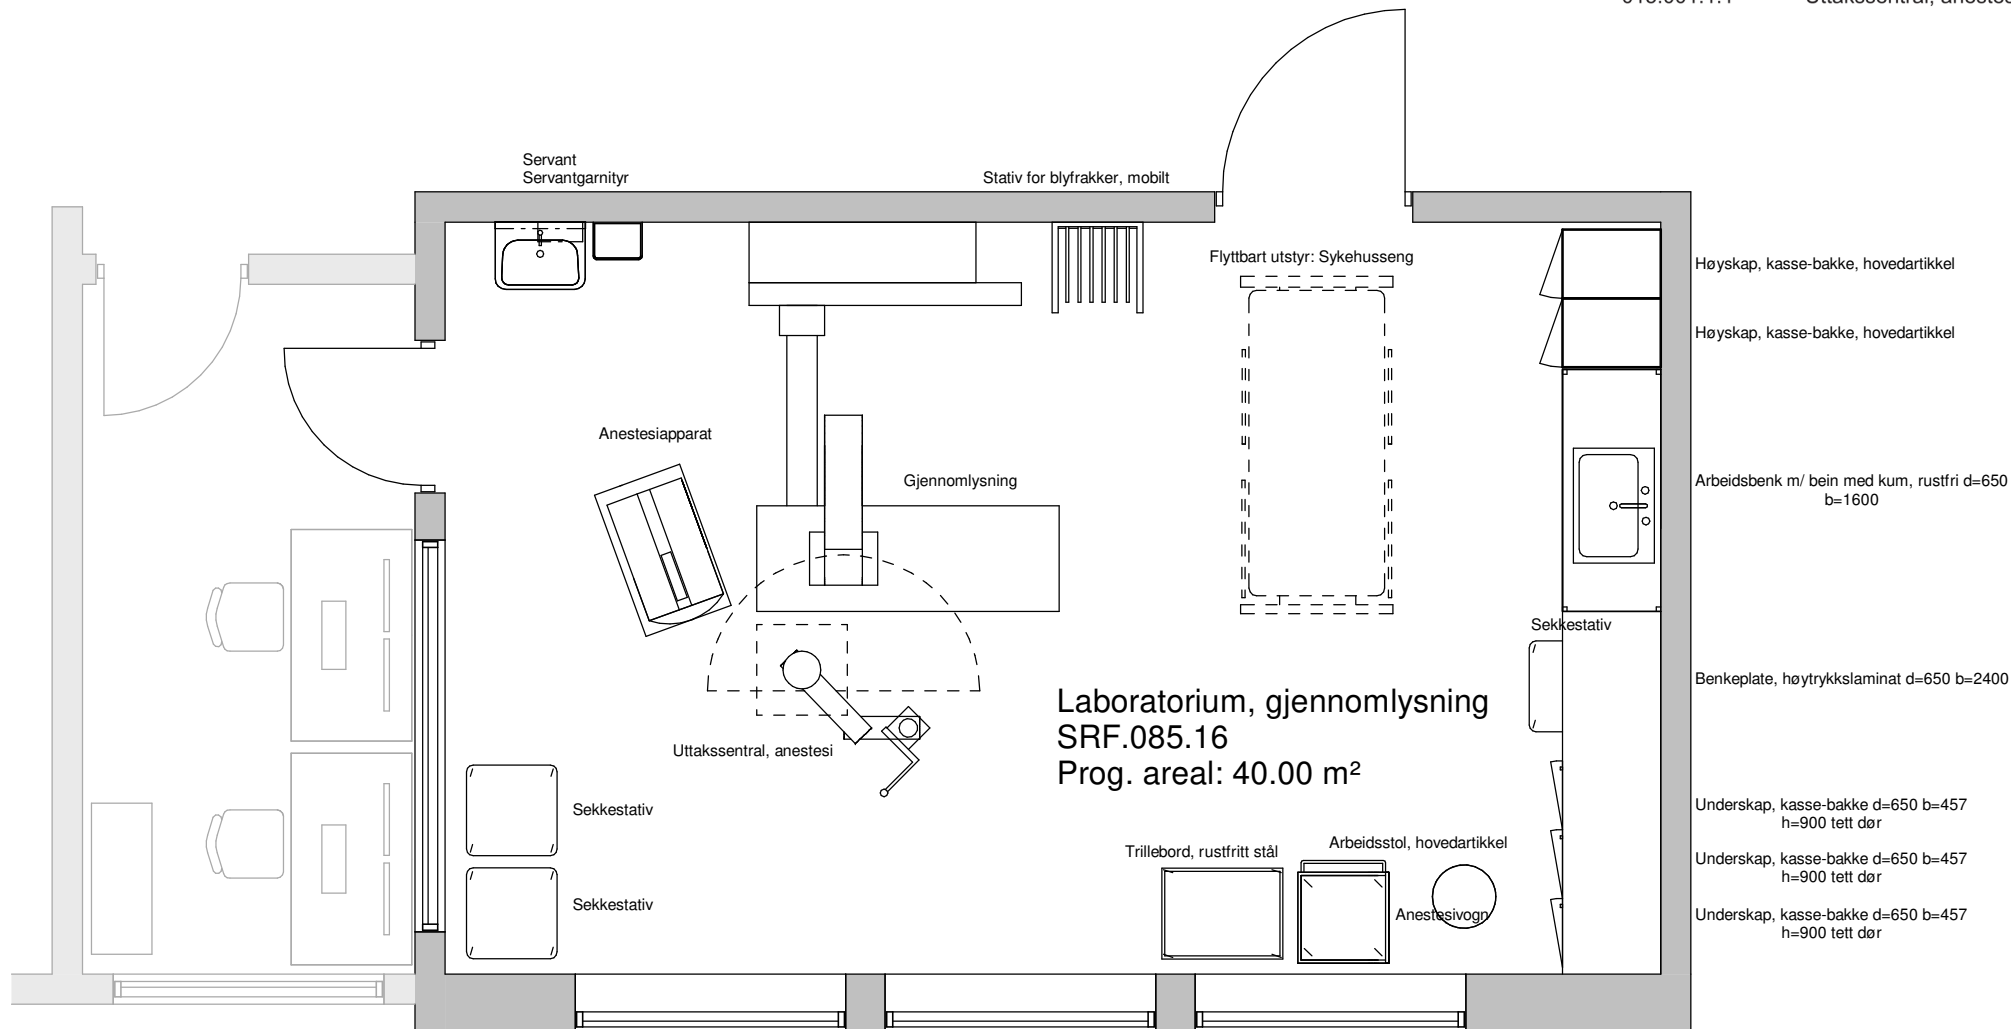 Servant
Servantgarnityr
Stativ for blyfrakker, mobilt
Flyttbart utstyr: Sykehusseng
Høyskap, kasse-bakke, hovedartikkel
Høyskap, kasse-bakke, hovedartikkel
Anestesiapparat
Gjennomlysning
Arbeidsbenk m/ bein med kum, rustfri d=650
b=1600
Sekkestativ
Benkeplate, høytrykkslaminat d=650 b=2400
Laboratorium, gjennomlysning
SRF.085.16
Prog. areal: 40.00 m²
Uttakssentral, anestesi
Sekkestativ
Underskap, kasse-bakke d=650 b=457
h=900 tett dør
Trillebord, rustfritt stål
Arbeidsstol, hovedartikkel
Underskap, kasse-bakke d=650 b=457
h=900 tett dør
Sekkestativ
Anestesivogn
Underskap, kasse-bakke d=650 b=457
h=900 tett dør